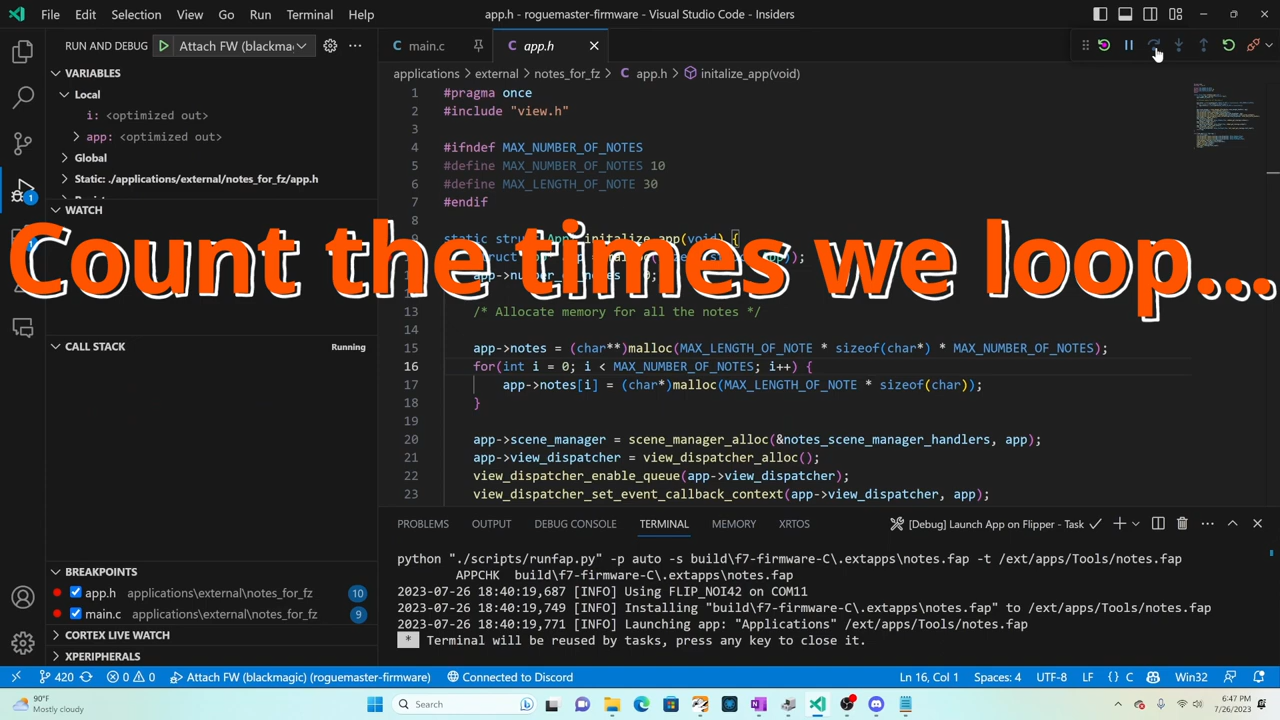 File Edit Selection View Go Run Terminal Help
app.h - roguemaster-firmware - Visual Studio Code - Insiders
RUN AND DEBUG
Attach FW (blackmag
main.c
app.h
applications > external > notes_for_fz > app.h > initalize_app(void)
VARIABLES
Local
i: <optimized out>
app: <optimized out>
Global
Static: ./applications/external/notes_for_fz/app.h
WATCH
CALL STACK
Running
BREAKPOINTS
app.h applications\external\notes_for_fz 10
main.c applications\external\notes_for_fz 9
CORTEX LIVE WATCH
XPERIPHERALS
1 #pragma once
2 #include "view.h"
3
4 #ifndef MAX_NUMBER_OF_NOTES
5 #define MAX_NUMBER_OF_NOTES 10
6 #define MAX_LENGTH_OF_NOTE 30
7 #endif
8
Count the times we loop...
13 /* Allocate memory for all the notes */
14
15 app->notes = (char**)malloc(MAX_LENGTH_OF_NOTE * sizeof(char*) * MAX_NUMBER_OF_NOTES);
16 for(int i = 0; i < MAX_NUMBER_OF_NOTES; i++) {
17 app->notes[i] = (char*)malloc(MAX_LENGTH_OF_NOTE * sizeof(char));
18 }
19
20 app->scene_manager = scene_manager_alloc(&notes_scene_manager_handlers, app);
21 app->view_dispatcher = view_dispatcher_alloc();
22 view_dispatcher_enable_queue(app->view_dispatcher);
23 view_dispatcher_set_event_callback_context(app->view_dispatcher, app);
PROBLEMS OUTPUT DEBUG CONSOLE TERMINAL MEMORY XRTOS
[Debug] Launch App on Flipper - Task
python "./scripts/runfap.py" -p auto -s build\f7-firmware-C\.extapps\notes.fap -t /ext/apps/Tools/notes.fap
APPCHK build\f7-firmware-C\.extapps\notes.fap
2023-07-26 18:40:19,687 [INFO] Using FLIP_NOI42 on COM11
2023-07-26 18:40:19,749 [INFO] Installing "build\f7-firmware-C\.extapps\notes.fap" to /ext/apps/Tools/notes.fap
2023-07-26 18:40:19,771 [INFO] Launching app: "Applications" /ext/apps/Tools/notes.fap
* Terminal will be reused by tasks, press any key to close it.
420 0 0 Attach FW (blackmagic) (roguemaster-firmware) Connected to Discord
Ln 16, Col 1 Spaces: 4 UTF-8 LF {} C Win32
90°F
Mostly cloudy
Search
6:47 PM
7/26/2023